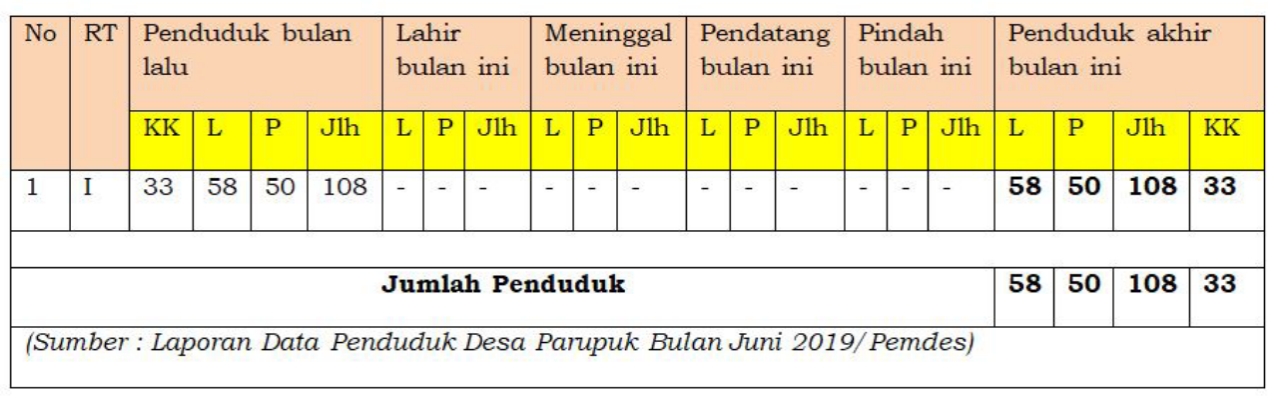 No RT Penduduk bulan lalu Lahir bulan ini Meninggal bulan ini Pendatang bulan ini Pindah bulan ini Penduduk akhir bulan ini
KK L P Jlh L P Jlh L P Jlh L P Jlh L P Jlh L P Jlh KK
1 I 33 58 50 108 - - - - - - - - - - - - 58 50 108 33
Jumlah Penduduk 58 50 108 33
(Sumber : Laporan Data Penduduk Desa Parupuk Bulan Juni 2019/Pemdes)